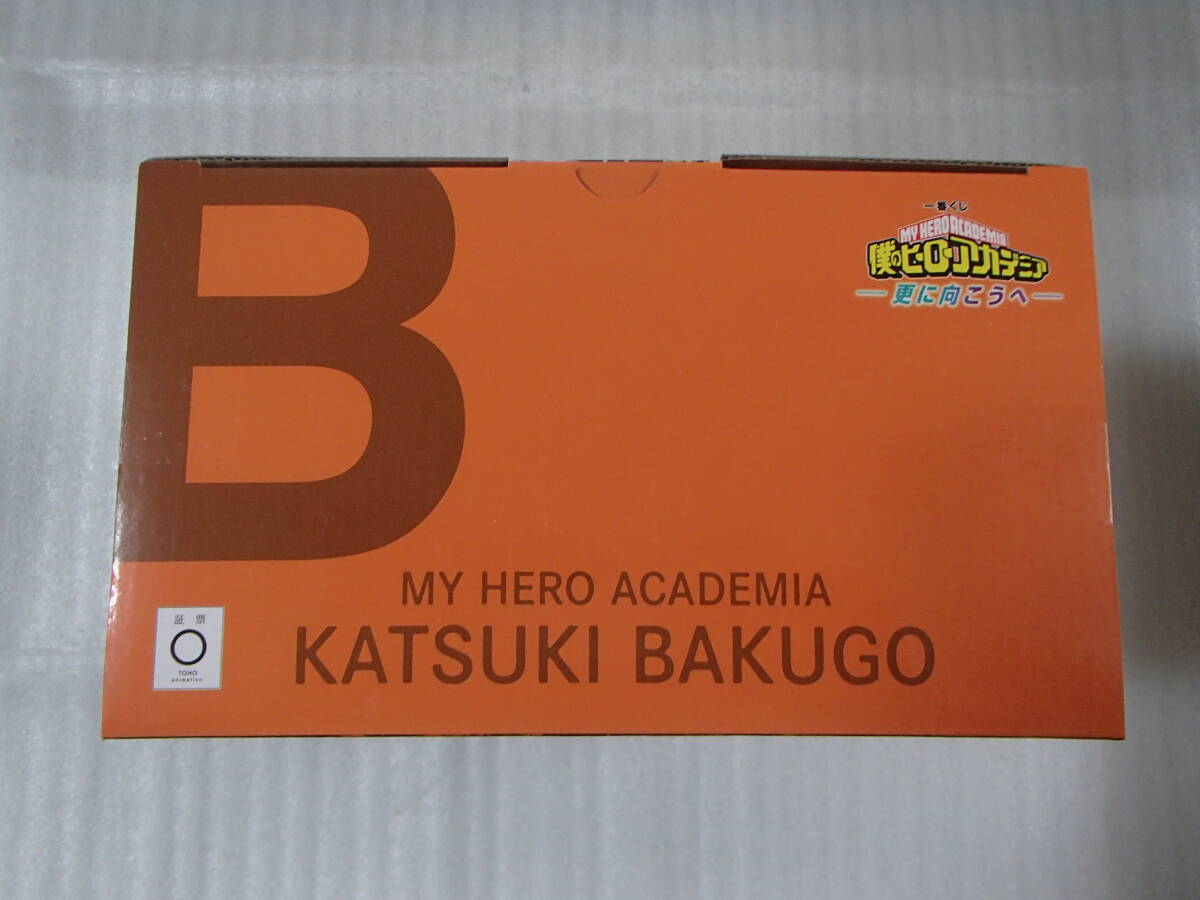 B
一番くじ
MY HERO ACADEMIA
僕のヒーローアカデミア
更に向こうへ
MY HERO ACADEMIA
KATSUKI BAKUGO
証票
TOHO
animation